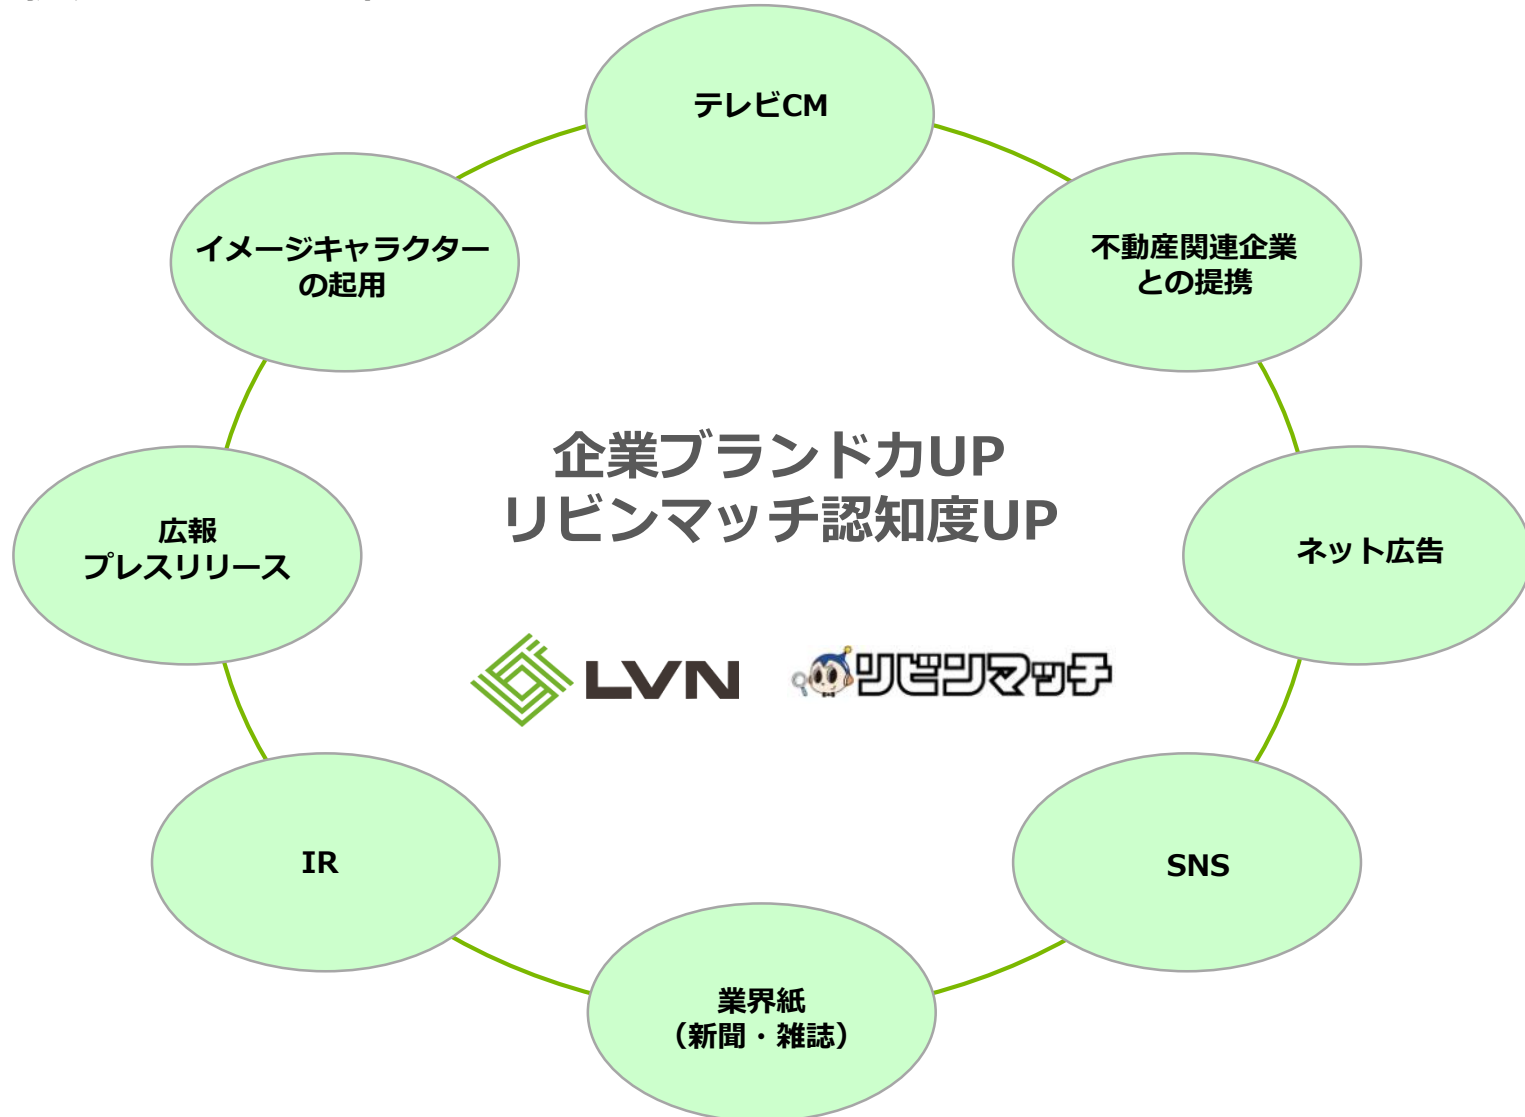 テレビCM
イメージキャラクター
の起用
不動産関連企業
との提携
企業ブランド力UP
リビンマッチ認知度UP
広報
プレスリリース
ネット広告
LVN
リビンマッチ
IR
SNS
業界紙
（新聞・雑誌）